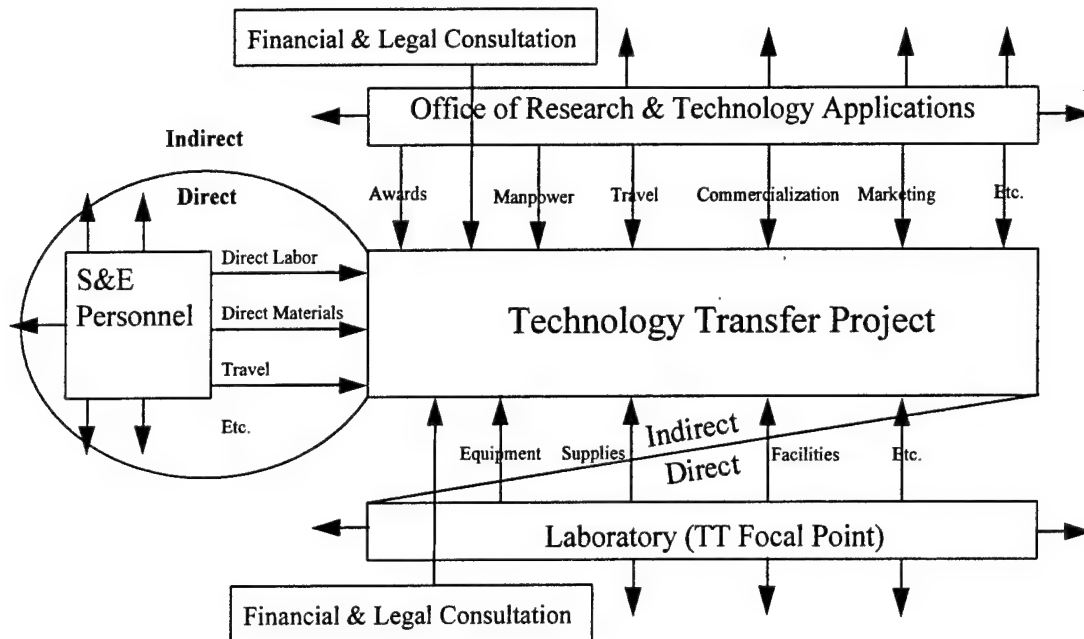 Financial & Legal Consultation
Office of Research & Technology Applications
Indirect
Direct
Awards
Manpower
Travel
Commercialization
Marketing
Etc.
S&E
Personnel
Direct Labor
Direct Materials
Travel
Etc.
Technology Transfer Project
Equipment
Supplies
Indirect
Direct
Facilities
Etc.
Laboratory (TT Focal Point)
Financial & Legal Consultation